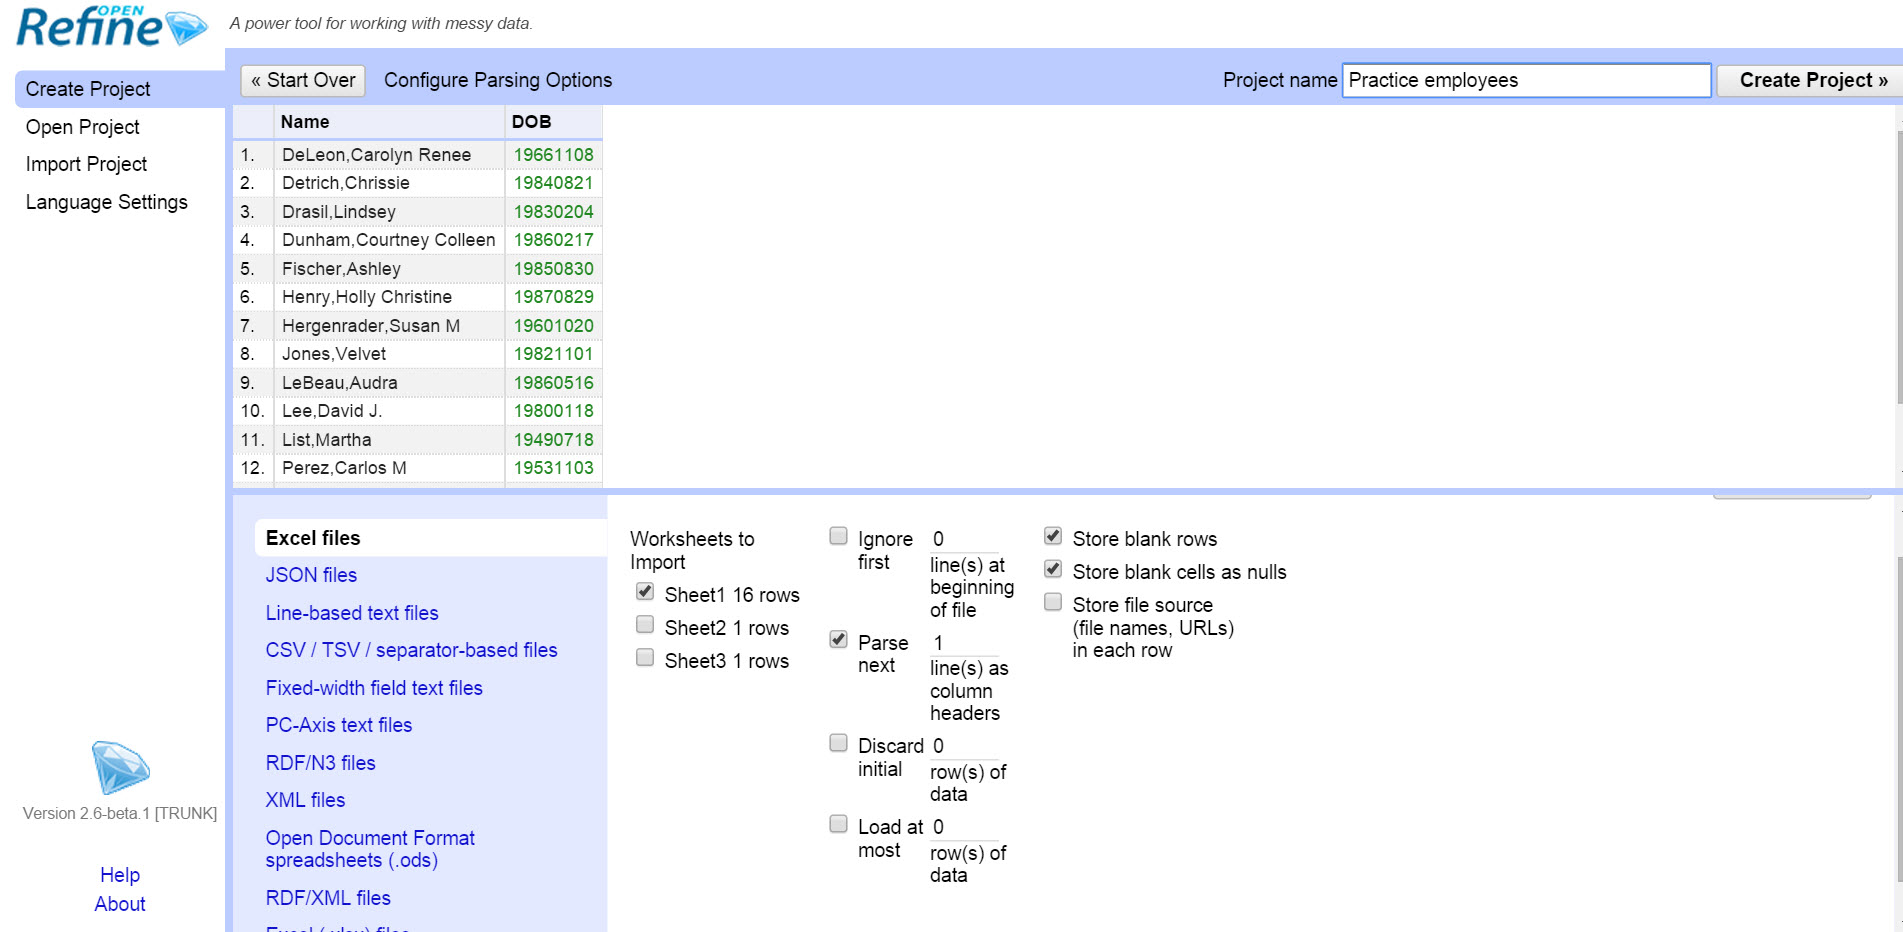 OPEN
Refine
A power tool for working with messy data.
Create Project
Open Project
Import Project
Language Settings
« Start Over
Configure Parsing Options
Project name
Practice employees
Create Project »
Name DOB
1. DeLeon,Carolyn Renee 19661108
2. Detrich,Chrissie 19840821
3. Drasil,Lindsey 19830204
4. Dunham,Courtney Colleen 19860217
5. Fischer,Ashley 19850830
6. Henry,Holly Christine 19870829
7. Hergenrader,Susan M 19601020
8. Jones,Velvet 19821101
9. LeBeau,Audra 19860516
10. Lee,David J. 19800118
11. List,Martha 19490718
12. Perez,Carlos M 19531103
Excel files
JSON files
Line-based text files
CSV / TSV / separator-based files
Fixed-width field text files
PC-Axis text files
RDF/N3 files
XML files
Open Document Format
spreadsheets (.ods)
RDF/XML files
Excel (.xlsx) files
Worksheets to
Import
Sheet1 16 rows
Sheet2 1 rows
Sheet3 1 rows
Ignore
first
0
line(s) at
beginning
of file
Parse
next
1
line(s) as
column
headers
Discard
initial
0
row(s) of
data
Load at
most
0
row(s) of
data
Store blank rows
Store blank cells as nulls
Store file source
(file names, URLs)
in each row
Version 2.6-beta.1 [TRUNK]
Help
About